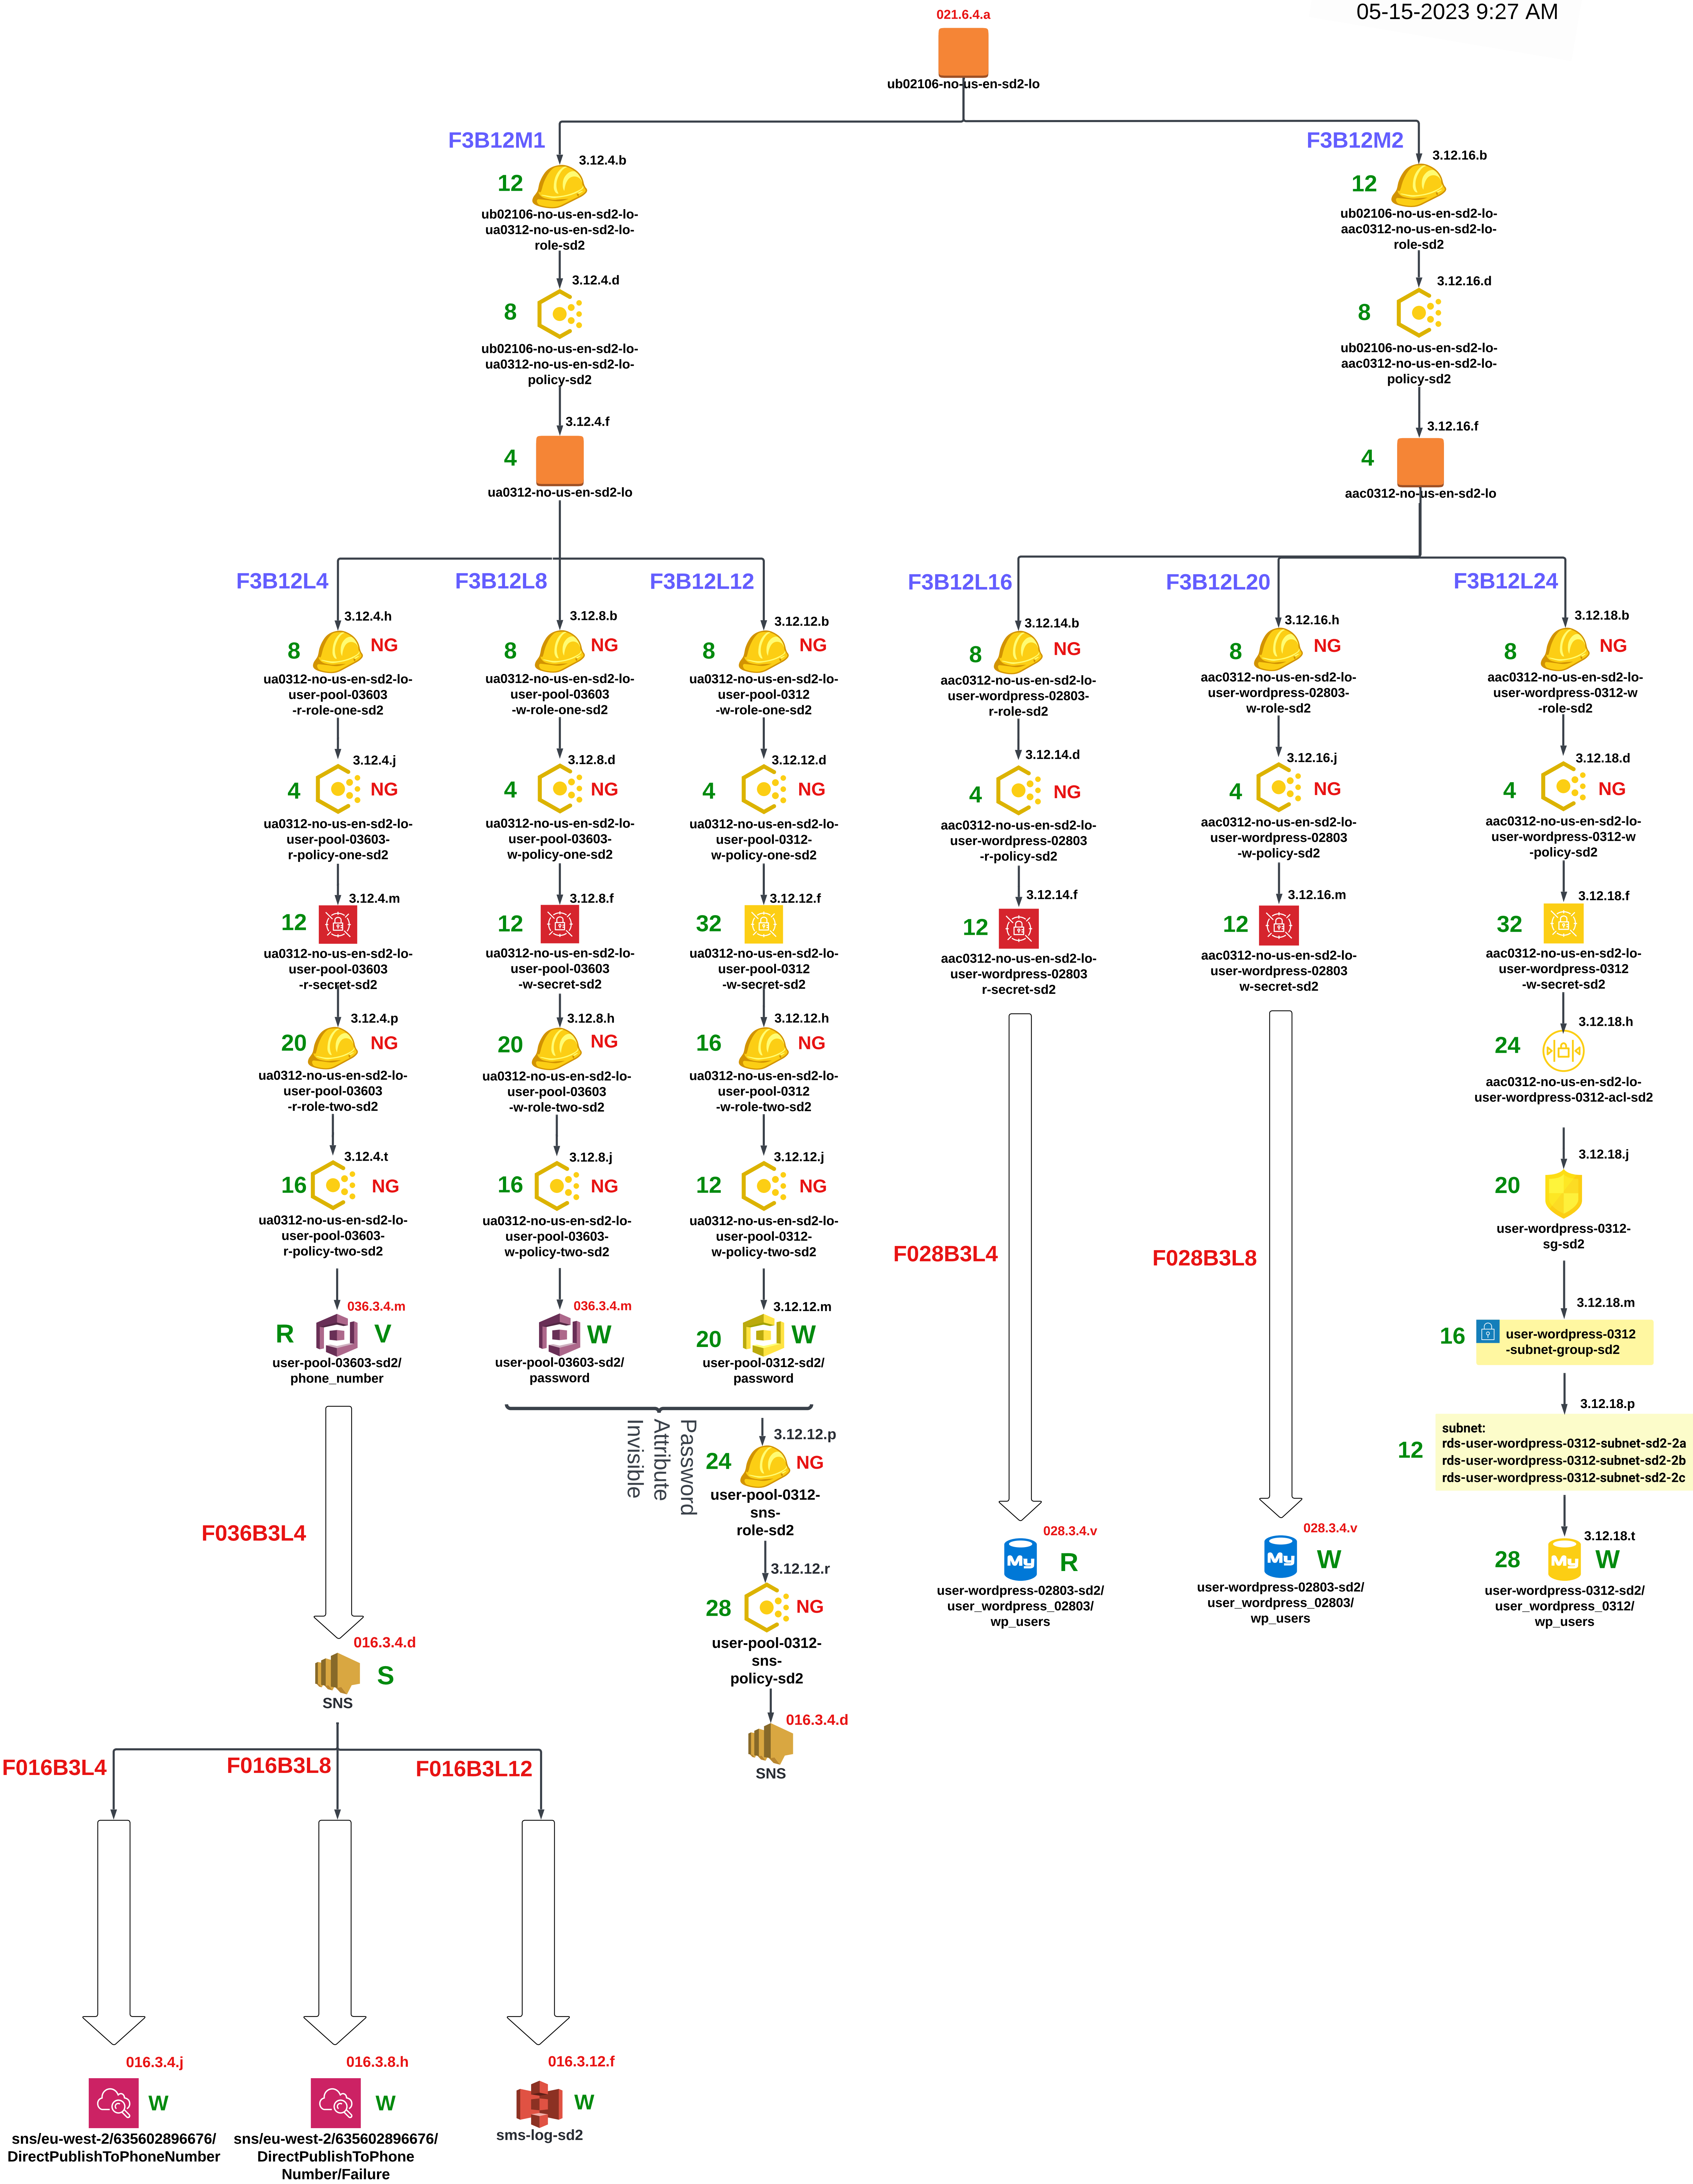 05-15-2023 9:27 AM
021.6.4.a
ub02106-no-us-en-sd2-lo
F3B12M1
3.12.4.b
12
ub02106-no-us-en-sd2-lo-
ua0312-no-us-en-sd2-lo-
role-sd2
3.12.4.d
8
ub02106-no-us-en-sd2-lo-
ua0312-no-us-en-sd2-lo-
policy-sd2
3.12.4.f
4
ua0312-no-us-en-sd2-lo
F3B12M2
3.12.16.b
12
ub02106-no-us-en-sd2-lo-
aac0312-no-us-en-sd2-lo-
role-sd2
3.12.16.d
8
ub02106-no-us-en-sd2-lo-
aac0312-no-us-en-sd2-lo-
policy-sd2
3.12.16.f
4
aac0312-no-us-en-sd2-lo
F3B12L4
3.12.4.h
8
NG
ua0312-no-us-en-sd2-lo-
user-pool-03603
-r-role-one-sd2
3.12.4.j
4
NG
ua0312-no-us-en-sd2-lo-
user-pool-03603-
r-policy-one-sd2
3.12.4.m
12
ua0312-no-us-en-sd2-lo-
user-pool-03603
-r-secret-sd2
3.12.4.p
20
NG
ua0312-no-us-en-sd2-lo-
user-pool-03603
-r-role-two-sd2
3.12.4.t
16
NG
ua0312-no-us-en-sd2-lo-
user-pool-03603-
r-policy-two-sd2
036.3.4.m
R
V
user-pool-03603-sd2/
phone_number
F036B3L4
016.3.4.d
S
SNS
F3B12L8
3.12.8.b
8
NG
ua0312-no-us-en-sd2-lo-
user-pool-03603
-w-role-one-sd2
3.12.8.d
4
NG
ua0312-no-us-en-sd2-lo-
user-pool-03603-
w-policy-one-sd2
3.12.8.f
12
ua0312-no-us-en-sd2-lo-
user-pool-03603
-w-secret-sd2
3.12.8.h
20
NG
ua0312-no-us-en-sd2-lo-
user-pool-03603
-w-role-two-sd2
3.12.8.j
16
NG
ua0312-no-us-en-sd2-lo-
user-pool-03603-
w-policy-two-sd2
036.3.4.m
W
user-pool-03603-sd2/
password
F3B12L12
3.12.12.b
8
NG
ua0312-no-us-en-sd2-lo-
user-pool-0312
-w-role-one-sd2
3.12.12.d
4
NG
ua0312-no-us-en-sd2-lo-
user-pool-0312-
w-policy-one-sd2
3.12.12.f
32
ua0312-no-us-en-sd2-lo-
user-pool-0312
-w-secret-sd2
3.12.12.h
16
NG
ua0312-no-us-en-sd2-lo-
user-pool-0312
-w-role-two-sd2
3.12.12.j
12
NG
ua0312-no-us-en-sd2-lo-
user-pool-0312-
w-policy-two-sd2
3.12.12.m
20
W
user-pool-0312-sd2/
password
Password
Attribute
Invisible
3.12.12.p
24
NG
user-pool-0312-
sns-
role-sd2
3.12.12.r
28
NG
user-pool-0312-
sns-
policy-sd2
016.3.4.d
SNS
F3B12L16
3.12.14.b
8
NG
aac0312-no-us-en-sd2-lo-
user-wordpress-02803-
r-role-sd2
3.12.14.d
4
NG
aac0312-no-us-en-sd2-lo-
user-wordpress-02803
-r-policy-sd2
3.12.14.f
12
aac0312-no-us-en-sd2-lo-
user-wordpress-02803
r-secret-sd2
F028B3L4
028.3.4.v
R
user-wordpress-02803-sd2/
user_wordpress_02803/
wp_users
F3B12L20
3.12.16.h
8
NG
aac0312-no-us-en-sd2-lo-
user-wordpress-02803-
w-role-sd2
3.12.16.j
4
NG
aac0312-no-us-en-sd2-lo-
user-wordpress-02803
-w-policy-sd2
3.12.16.m
12
aac0312-no-us-en-sd2-lo-
user-wordpress-02803
w-secret-sd2
F028B3L8
028.3.4.v
W
user-wordpress-02803-sd2/
user_wordpress_02803/
wp_users
F3B12L24
3.12.18.b
8
NG
aac0312-no-us-en-sd2-lo-
user-wordpress-0312-w
-role-sd2
3.12.18.d
4
NG
aac0312-no-us-en-sd2-lo-
user-wordpress-0312-w
-policy-sd2
3.12.18.f
32
aac0312-no-us-en-sd2-lo-
user-wordpress-0312
-w-secret-sd2
3.12.18.h
24
aac0312-no-us-en-sd2-lo-
user-wordpress-0312-acl-sd2
3.12.18.j
20
user-wordpress-0312-
sg-sd2
3.12.18.m
16
user-wordpress-0312
-subnet-group-sd2
3.12.18.p
12
subnet:
rds-user-wordpress-0312-subnet-sd2-2a
rds-user-wordpress-0312-subnet-sd2-2b
rds-user-wordpress-0312-subnet-sd2-2c
3.12.18.t
28
W
user-wordpress-0312-sd2/
user_wordpress_0312/
wp_users
My
My
My
F016B3L4
016.3.4.j
W
sns/eu-west-2/635602896676/
DirectPublishToPhoneNumber
F016B3L8
016.3.8.h
W
sns/eu-west-2/635602896676/
DirectPublishToPhone
Number/Failure
F016B3L12
016.3.12.f
W
sms-log-sd2